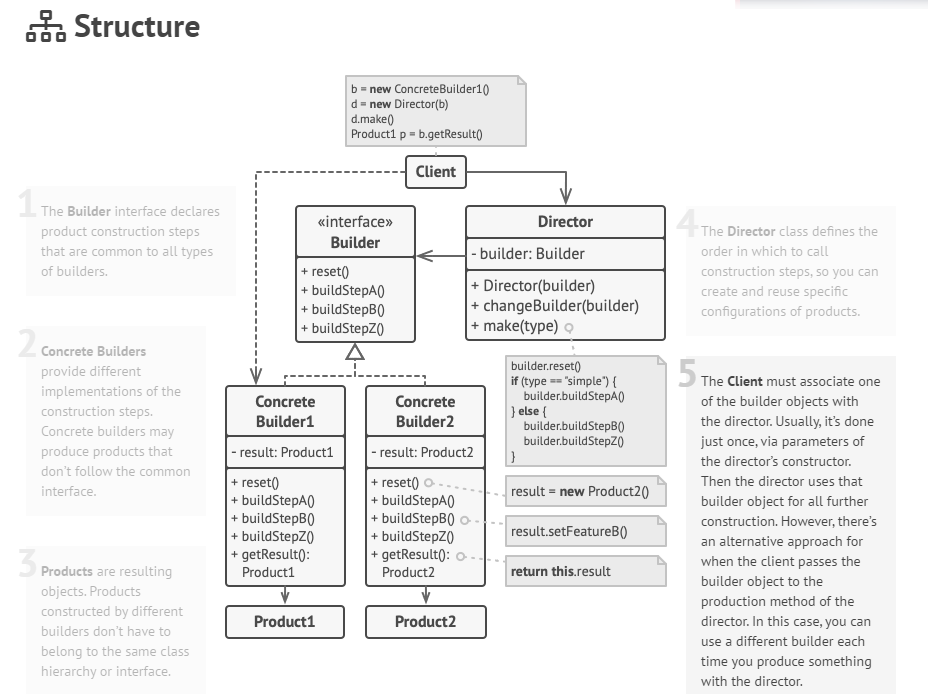 Structure
b = new ConcreteBuilder1()
d = new Director(b)
d.make()
Product1 p = b.getResult()
Client
1
The Builder interface declares
product construction steps
that are common to all types
of builders.
«interface»
Builder
+ reset()
+ buildStepA()
+ buildStepB()
+ buildStepZ()
Director
- builder: Builder
+ Director(builder)
+ changeBuilder(builder)
+ make(type)
4
The Director class defines the
order in which to call
construction steps, so you can
create and reuse specific
configurations of products.
2
Concrete Builders
provide different
implementations of the
construction steps.
Concrete builders may
produce products that
don't follow the common
interface.
builder.reset()
if (type == "simple") {
builder.buildStepA()
} else {
builder.buildStepB()
builder.buildStepZ()
}
Concrete
Builder1
- result: Product1
+ reset()
+ buildStepA()
+ buildStepB()
+ buildStepZ()
+ getResult():
Product1
Concrete
Builder2
- result: Product2
+ reset()
+ buildStepA()
+ buildStepB()
+ buildStepZ()
+ getResult():
Product2
result = new Product2()
result.setFeatureB()
return this.result
5
The Client must associate one
of the builder objects with
the director. Usually, it's done
just once, via parameters of
the director's constructor.
Then the director uses that
builder object for all further
construction. However, there's
an alternative approach for
when the client passes the
builder object to the
production method of the
director. In this case, you can
use a different builder each
time you produce something
with the director.
3
Products are resulting
objects. Products
constructed by different
builders don't have to
belong to the same class
hierarchy or interface.
Product1
Product2